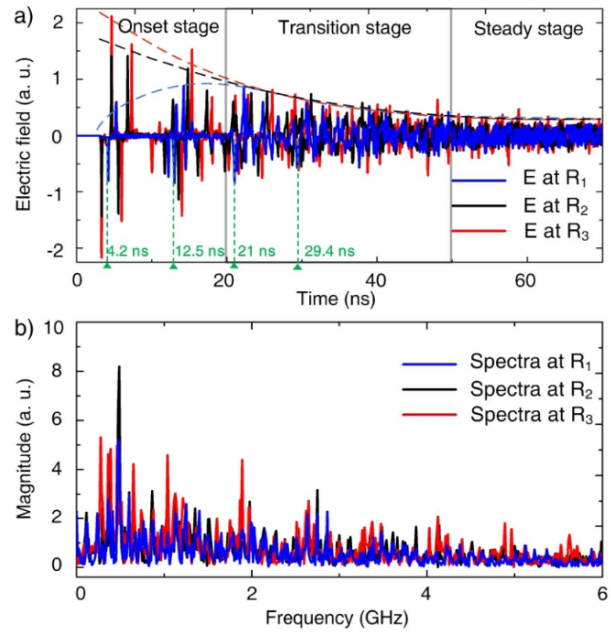 a)
Onset stage
Transition stage
Steady stage
Electric field (a. u.)
2
1
0
-1
-2
E at R1
E at R2
E at R3
4.2 ns
12.5 ns
21 ns
29.4 ns
0 20 40 60
Time (ns)
b)
Magnitude (a. u.)
10
8
6
4
2
0
Spectra at R1
Spectra at R2
Spectra at R3
0 2 4 6
Frequency (GHz)